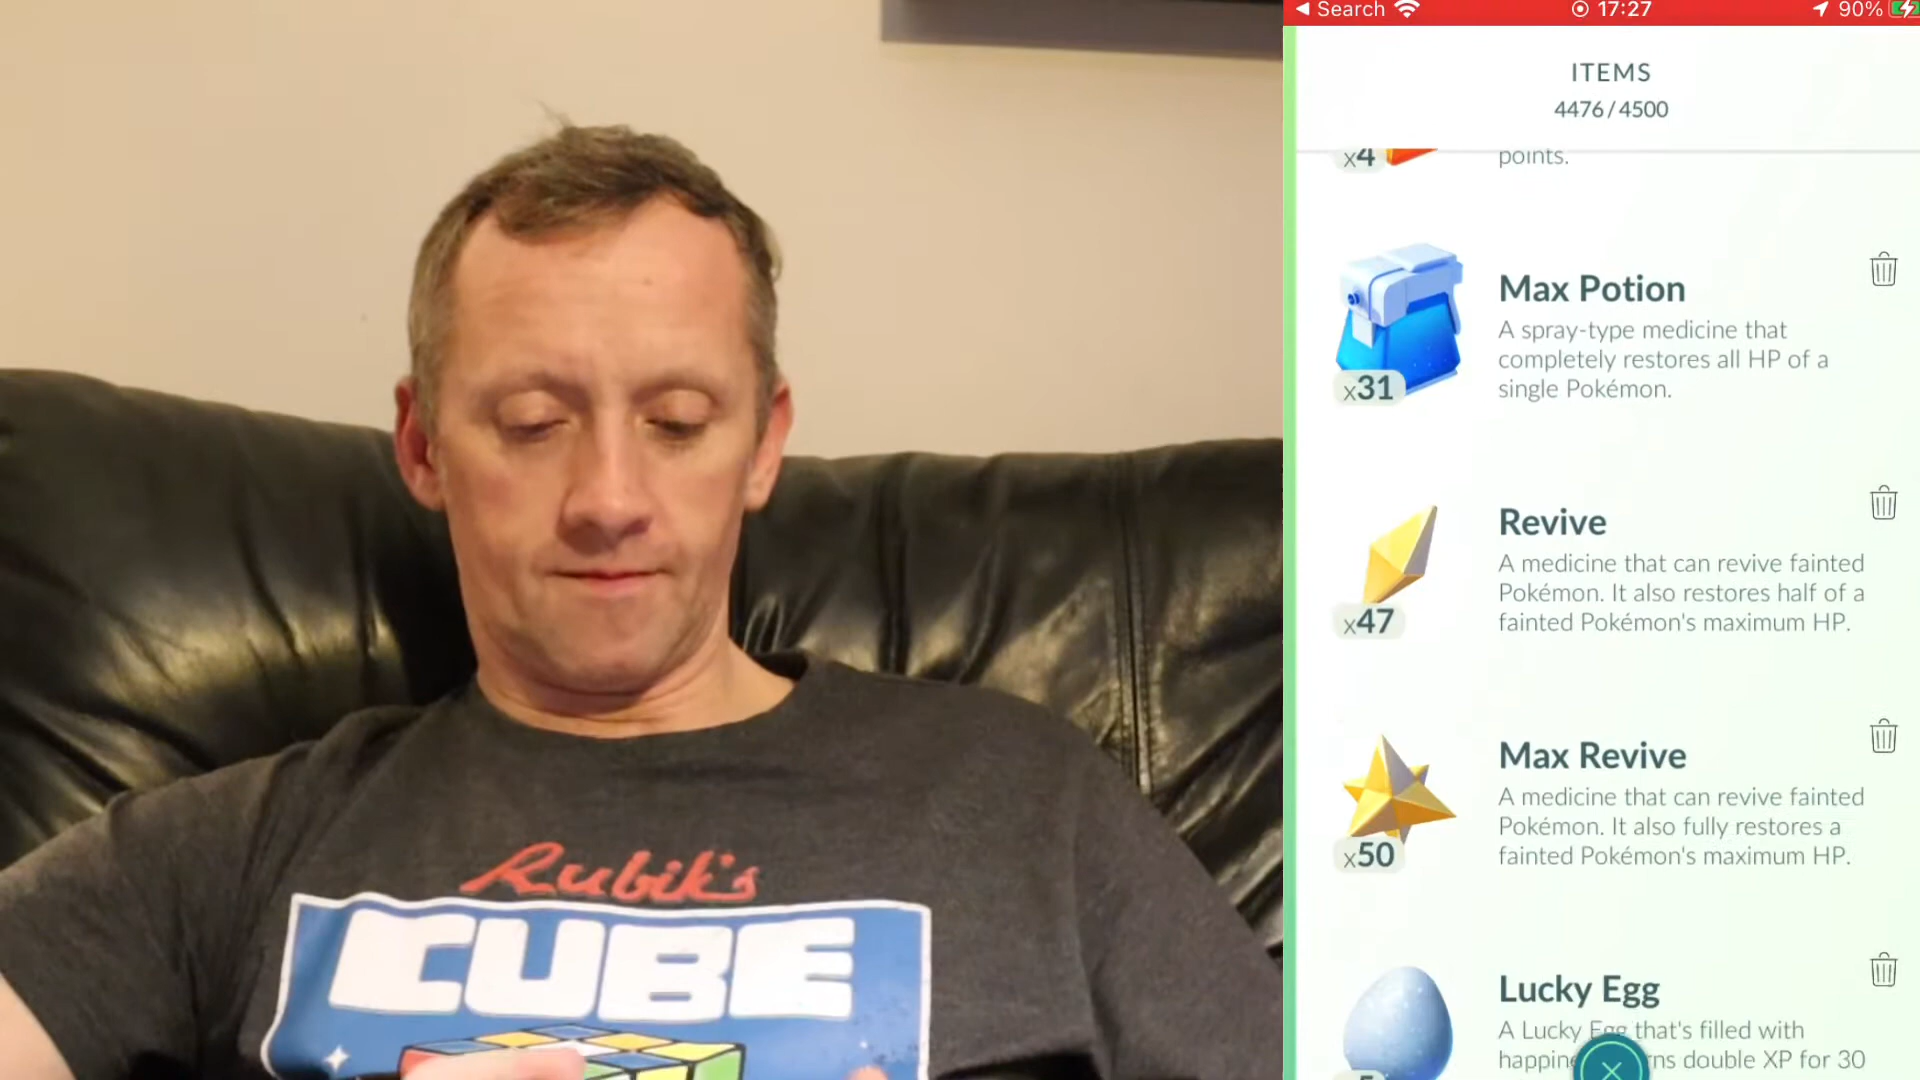 Rubik's
CUBE
Search
17:27
90%
ITEMS
4476/4500
x4
points.
Max Potion
A spray-type medicine that
completely restores all HP of a
single Pokémon.
x31
Revive
A medicine that can revive fainted
Pokémon. It also restores half of a
fainted Pokémon's maximum HP.
x47
Max Revive
A medicine that can revive fainted
Pokémon. It also fully restores a
fainted Pokémon's maximum HP.
x50
Lucky Egg
A Lucky Egg that's filled with
double XP for 30